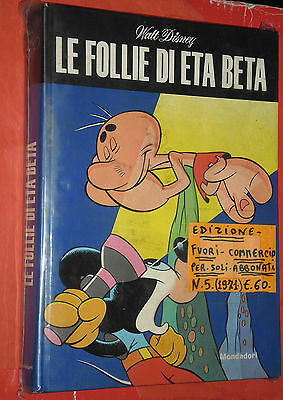 Walt Disney
LE FOLLIE DI ETA BETA
LE FOLLIE DI ETA BETA
EDIZIONE-
FUORI-COMMERCIO
PER-SOLI-ABBONATI
N.5.(1971)€.60.
Mondadori